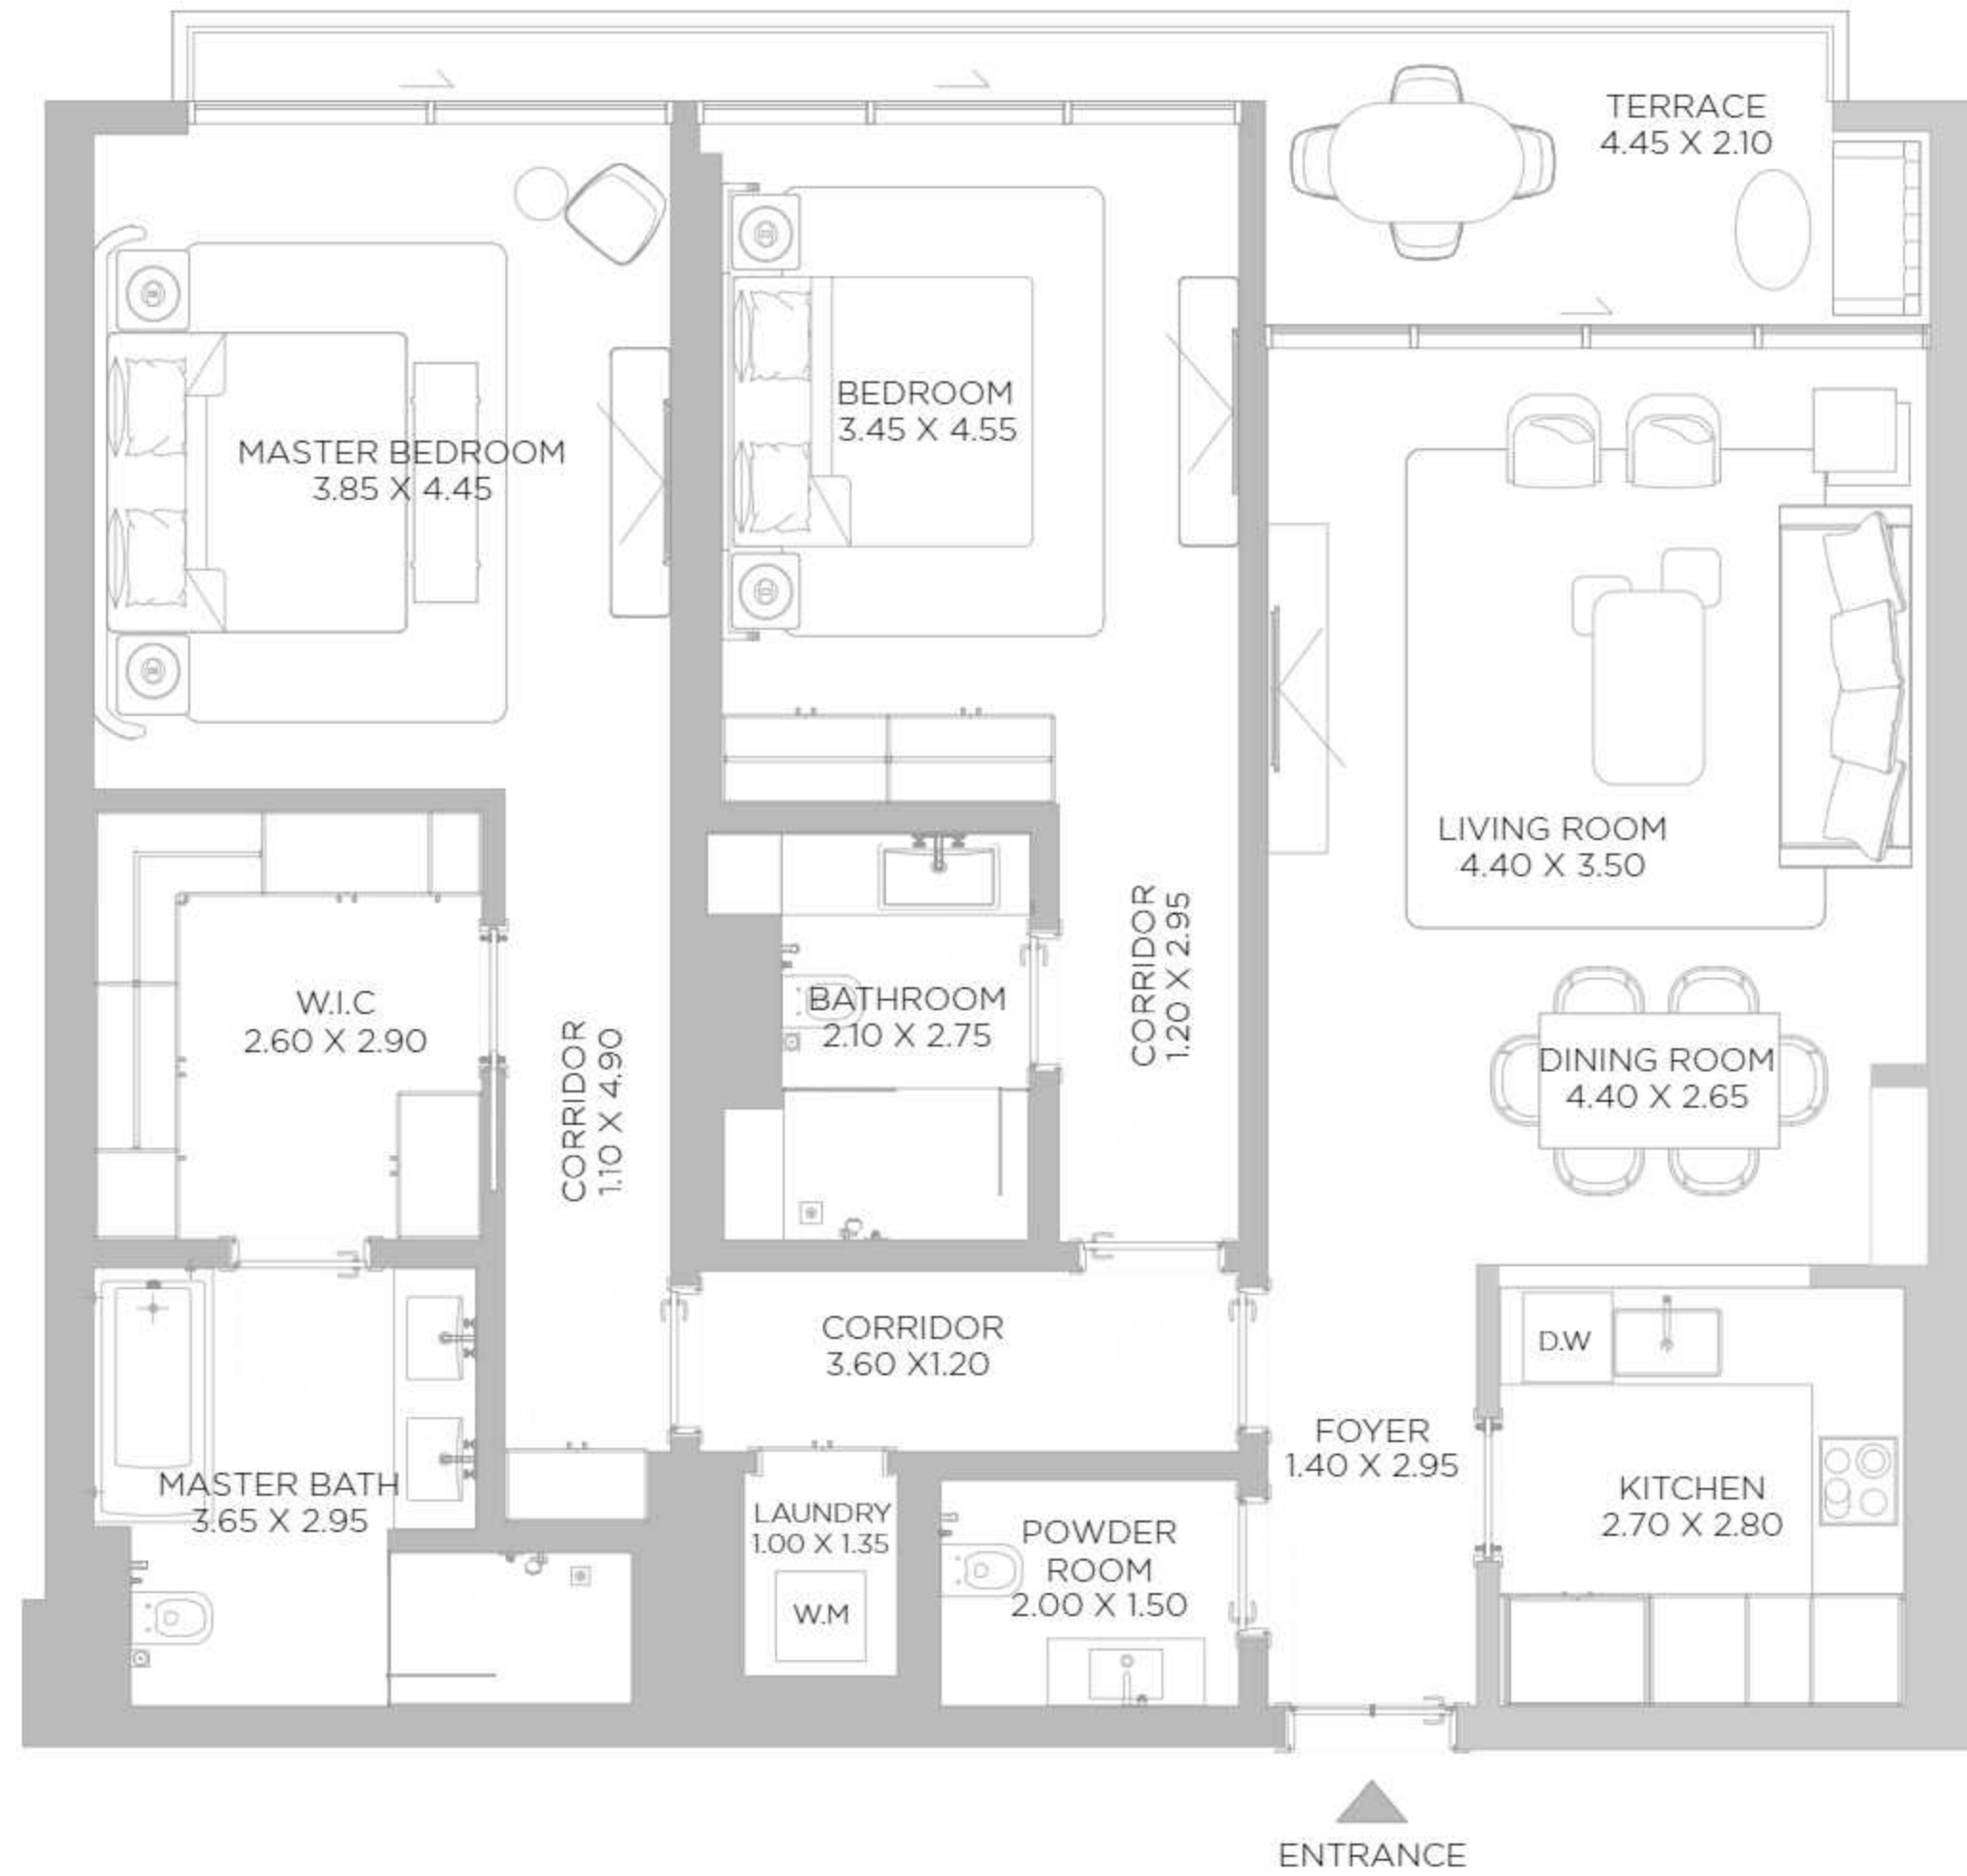 TERRACE
4.45 X 2.10
BEDROOM
3.45 X 4.55
MASTER BEDROOM
3.85 X 4.45
LIVING ROOM
4.40 X 3.50
W.I.C
2.60 X 2.90
BATHROOM
2.10 X 2.75
CORRIDOR
1.20 X 2.95
CORRIDOR
1.10 X 4.90
DINING ROOM
4.40 X 2.65
CORRIDOR
3.60 X1.20
D.W
FOYER
1.40 X 2.95
MASTER BATH
3.65 X 2.95
LAUNDRY
1.00 X 1.35
W.M
POWDER
ROOM
2.00 X 1.50
KITCHEN
2.70 X 2.80
ENTRANCE